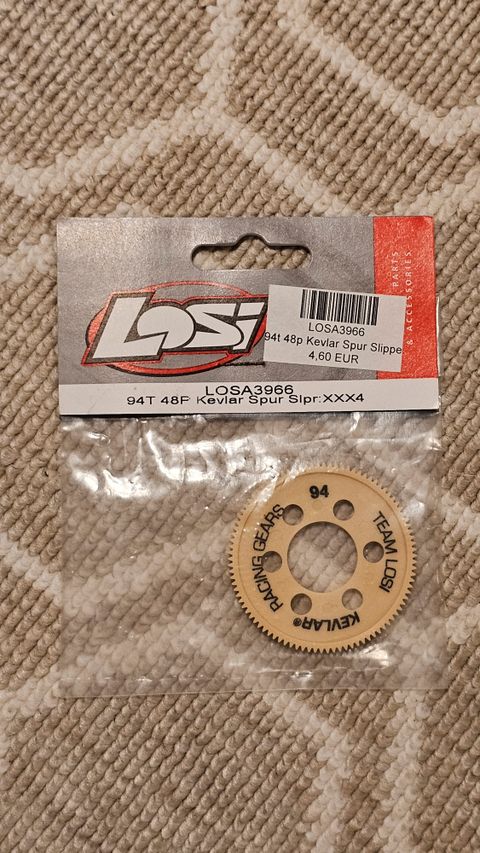 LOSi
PARTS
& ACCESSORIES
LOSA3966
94t 48p Kevlar Spur Slippe
4,60 EUR
LOSA3966
94T 48P Kevlar Spur Slpr:XXX4
94
TEAM LOSI
KEVLAR®
RACING GEARS